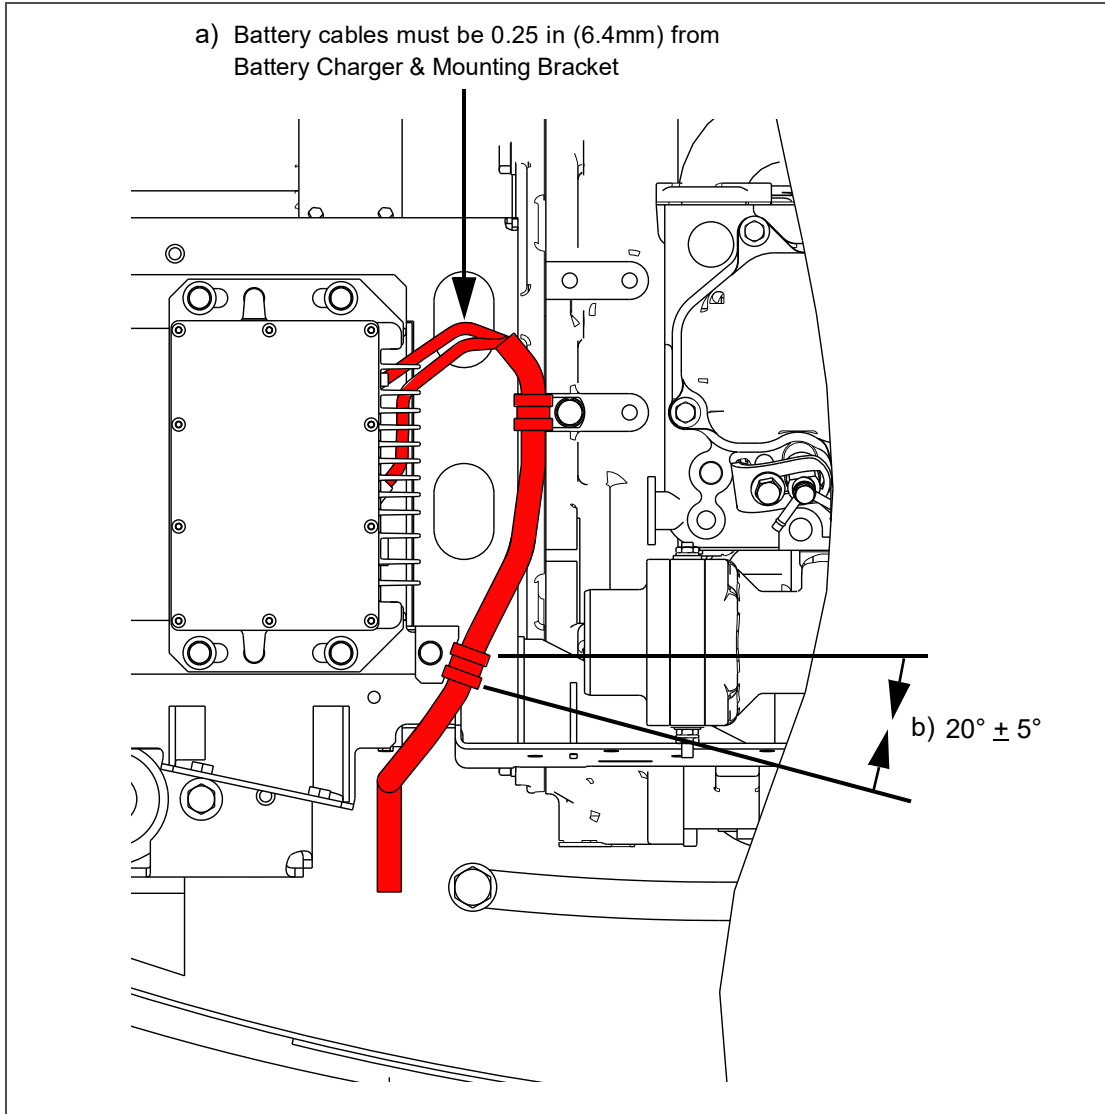 a) Battery cables must be 0.25 in (6.4mm) from
Battery Charger & Mounting Bracket
b) 20° ± 5°